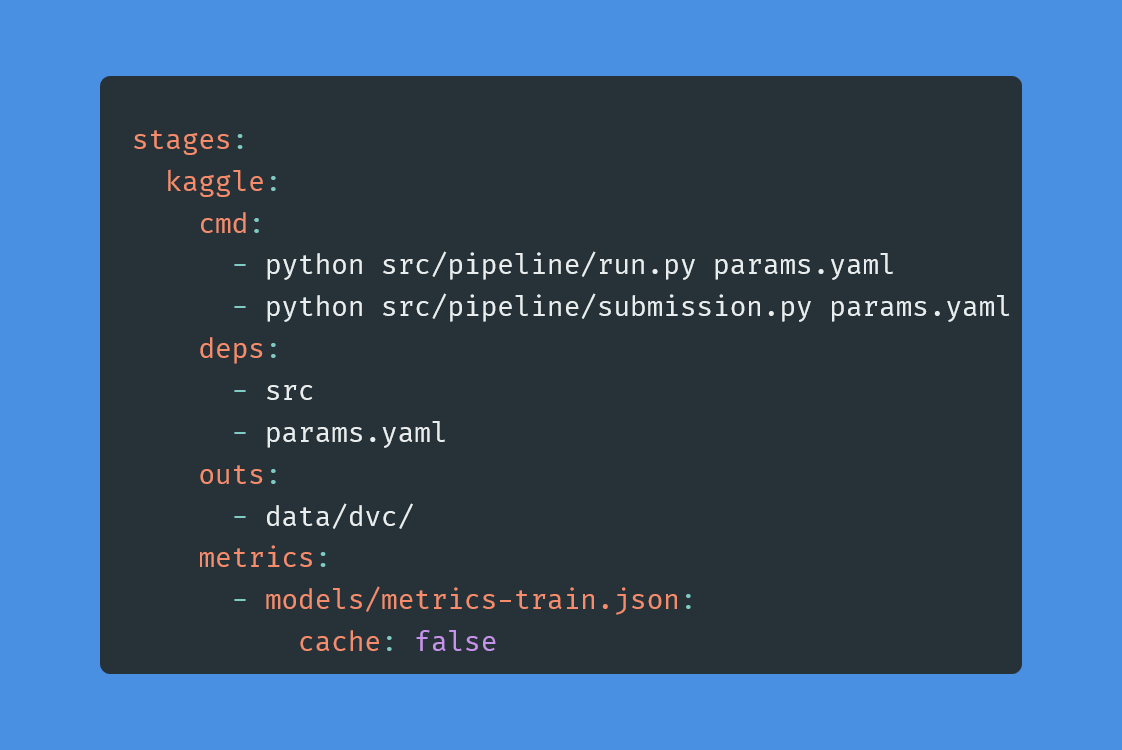 stages:
  kaggle:
    cmd:
      - python src/pipeline/run.py params.yaml
      - python src/pipeline/submission.py params.yaml
    deps:
      - src
      - params.yaml
    outs:
      - data/dvc/
    metrics:
      - models/metrics-train.json:
          cache: false